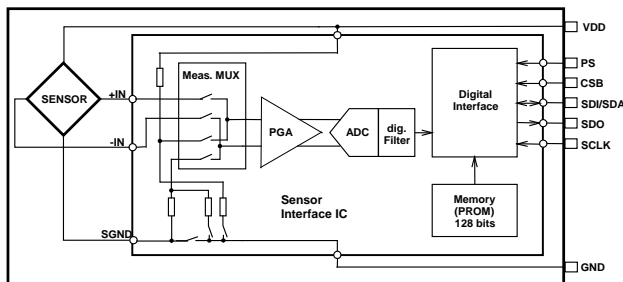 VDD
PS
CSB
SDI/SDA
SDO
SCLK
GND
SENSOR
+IN
-IN
SGND
Meas. MUX
PGA
ADC
dig.
Filter
Digital
Interface
Memory
(PROM)
128 bits
Sensor
Interface IC